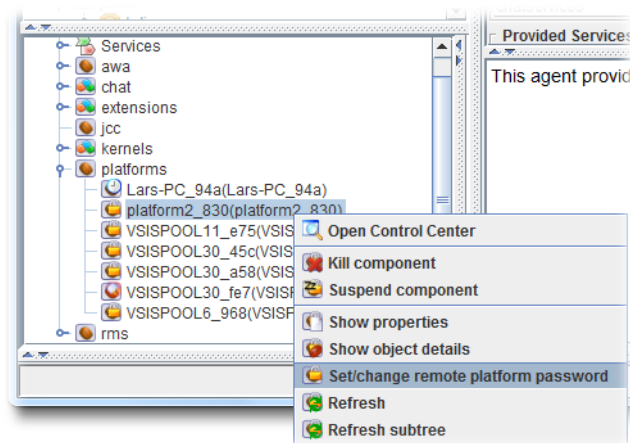 Services
Provided Services
awa
This agent provid
chat
extensions
jcc
kernels
platforms
Lars-PC_94a(Lars-PC_94a)
platform2_830(platform2_830)
VSISPOOL11_e75(VSIS
Open Control Center
VSISPOOL30_45c(VSIS
Kill component
VSISPOOL30_a58(VSIS
Suspend component
VSISPOOL30_fe7(VSISF
VSISPOOL6_968(VSISF
Show properties
rms
Show object details
Set/change remote platform password
Refresh
Refresh subtree